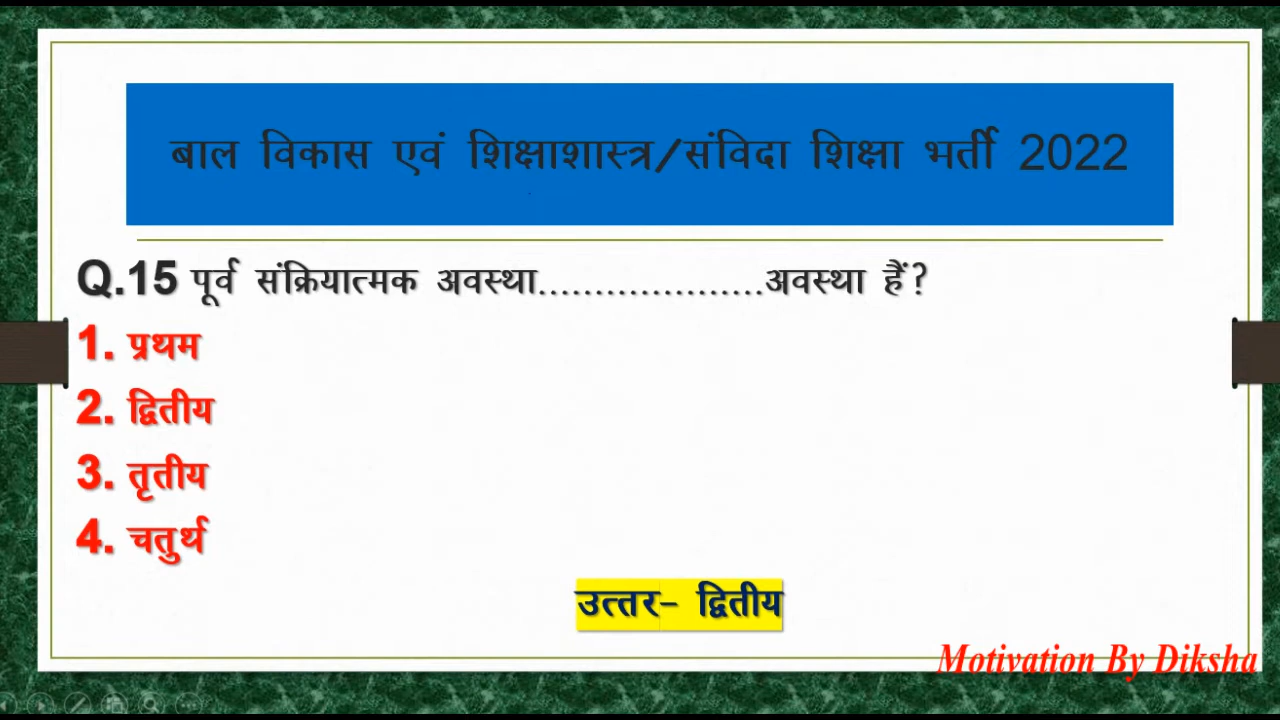 बाल विकास एवं शिक्षाशास्त्र/संविदा शिक्षा भर्ती 2022
Q.15 पूर्व संक्रियात्मक अवस्था....................अवस्था हैं?
1. प्रथम
2. द्वितीय
3. तृतीय
4. चतुर्थ
उत्तर- द्वितीय
Motivation By Diksha